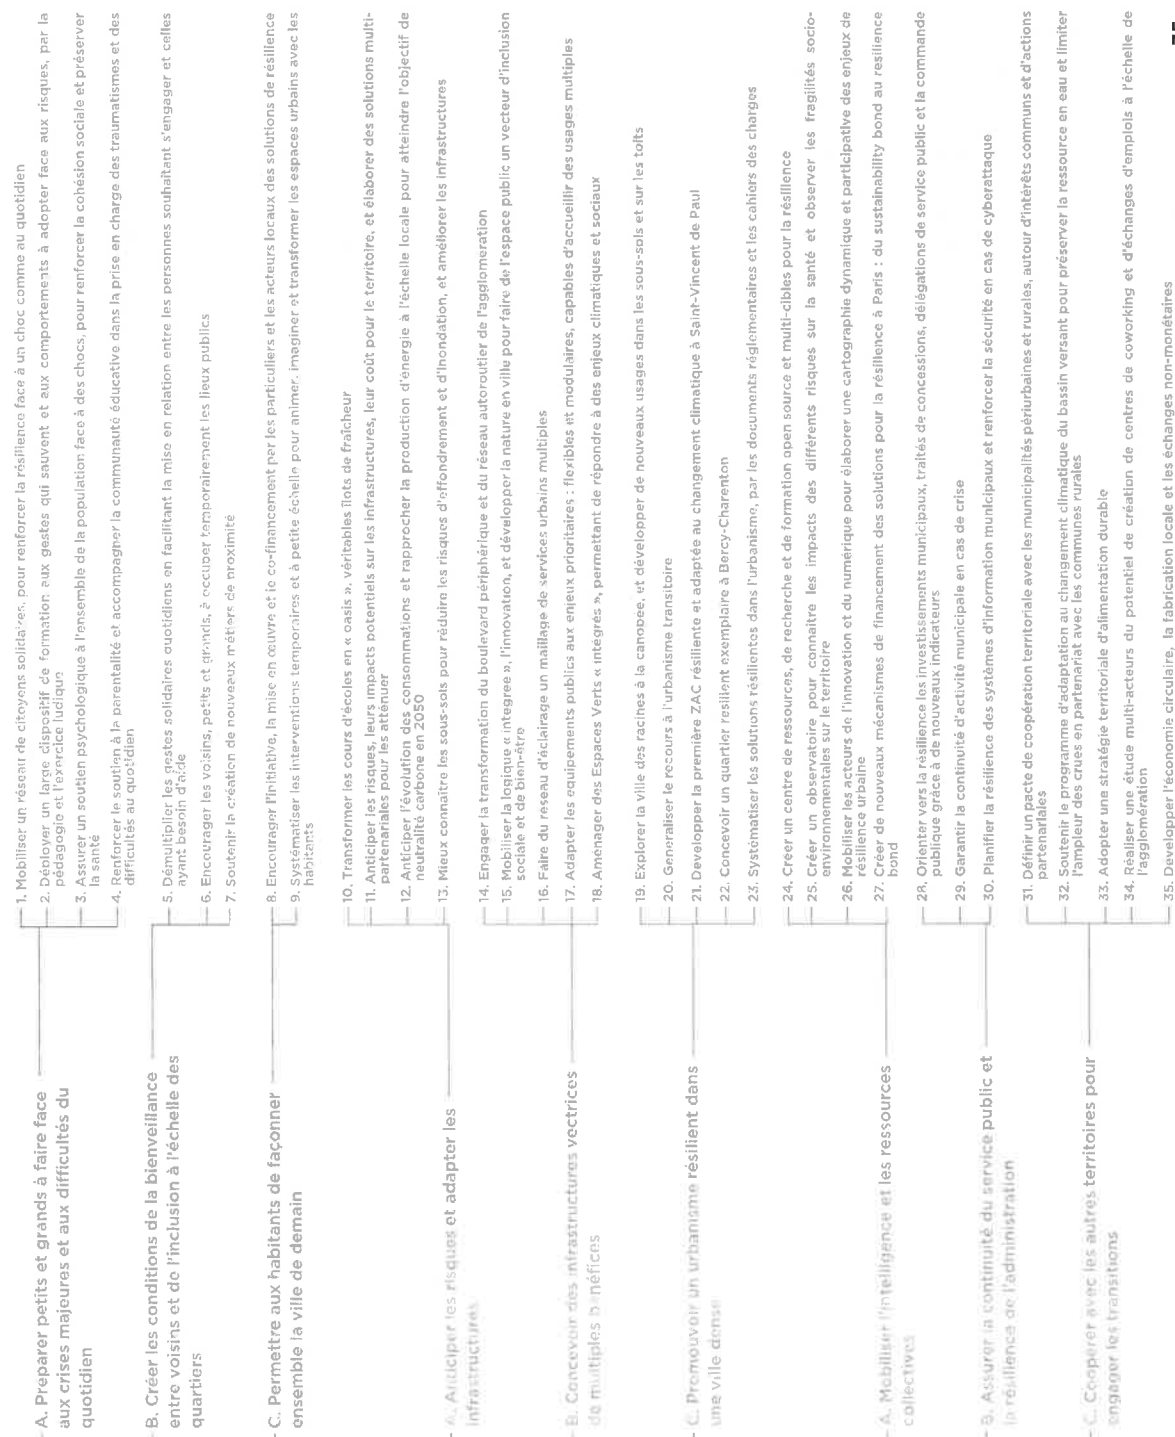 A. Préparer petits et grands à faire face
aux crises majeures et aux difficultés du
quotidien
1. Mobiliser un réseau de citoyens solidaires, pour renforcer la résilience face à un choc comme au quotidien
2. Déployer un large dispositif de formation aux gestes qui sauvent et aux comportements à adopter face aux risques, par la
pédagogie et l'exercice ludique
3. Assurer un soutien psychologique à l'ensemble de la population face à des chocs, pour renforcer la cohésion sociale et préserver
la santé
4. Renforcer le soutien à la parentalité et accompagner la communauté éducative dans la prise en charge des traumatismes et des
difficultés au quotidien
B. Créer les conditions de la bienveillance
entre voisins et de l'inclusion à l'échelle des
quartiers
5. Démultiplier les gestes solidaires quotidiens en facilitant la mise en relation entre les personnes souhaitant s'engager et celles
ayant besoin d'aide
6. Encourager les voisins, petits et grands, à occuper temporairement les lieux publics
7. Soutenir la création de nouveaux métiers de proximité
C. Permettre aux habitants de façonner
ensemble la ville de demain
8. Encourager l'initiative, la mise en œuvre et le co-financement par les particuliers et les acteurs locaux des solutions de résilience
9. Systématiser les interventions temporaires et à petite échelle pour animer, imaginer et transformer les espaces urbains avec les
habitants
A. Anticiper les risques et adapter les
infrastructures
10. Transformer les cours d'écoles en « oasis », véritables îlots de fraîcheur
11. Anticiper les risques, leurs impacts potentiels sur les infrastructures, leur coût pour le territoire, et élaborer des solutions multi-
partenariales pour les atténuer
12. Anticiper l'évolution des consommations et rapprocher la production d'énergie à l'échelle locale pour atteindre l'objectif de
neutralité carbone en 2050
13. Mieux connaître les sous-sols pour réduire les risques d'effondrement et d'inondation, et améliorer les infrastructures
B. Concevoir des infrastructures vectrices
de multiples bénéfices
14. Engager la transformation du boulevard périphérique et du réseau autoroutier de l'agglomération
15. Mobiliser la logique « intégrée », l'innovation, et développer la nature en ville pour faire de l'espace public un vecteur d'inclusion
sociale et de bien-être
16. Faire du réseau d'éclairage un maillage de services urbains multiples
17. Adapter les équipements publics aux enjeux prioritaires : flexibles et modulaires, capables d'accueillir des usages multiples
18. Aménager des Espaces Verts « intégrés », permettant de répondre à des enjeux climatiques et sociaux
C. Promouvoir un urbanisme résilient dans
une ville dense
19. Explorer la ville des racines à la canopée, et développer de nouveaux usages dans les sous-sols et sur les toits
20. Généraliser le recours à l'urbanisme transitoire
21. Développer la première ZAC résiliente et adaptée au changement climatique à Saint-Vincent de Paul
22. Concevoir un quartier résilient exemplaire à Bercy-Charenton
23. Systématiser les solutions résilientes dans l'urbanisme, par les documents réglementaires et les cahiers des charges
A. Mobiliser l'intelligence et les ressources
collectives
24. Créer un centre de ressources, de recherche et de formation open source et multi-cibles pour la résilience
25. Créer un observatoire pour connaître les impacts des différents risques sur la santé et observer les fragilités socio-
environnementales sur le territoire
26. Mobiliser les acteurs de l'innovation et du numérique pour élaborer une cartographie dynamique et participative des enjeux de
résilience urbaine
27. Créer de nouveaux mécanismes de financement des solutions pour la résilience à Paris : du sustainability bond au resilience
bond
B. Assurer la continuité du service public et
la résilience de l'administration
28. Orienter vers la résilience les investissements municipaux, traités de concessions, délégations de service public et la commande
publique grâce à de nouveaux indicateurs
29. Garantir la continuité d'activité municipale en cas de crise
30. Planifier la résilience des systèmes d'information municipaux et renforcer la sécurité en cas de cyberattaque
C. Coopérer avec les autres territoires pour
engager les transitions
31. Définir un pacte de coopération territoriale avec les municipalités périurbaines et rurales, autour d'intérêts communs et d'actions
partenariales
32. Soutenir le programme d'adaptation au changement climatique du bassin versant pour préserver la ressource en eau et limiter
l'ampleur des crues en partenariat avec les communes rurales
33. Adopter une stratégie territoriale d'alimentation durable
34. Réaliser une étude multi-acteurs du potentiel de création de centres de coworking et d'échanges d'emplois à l'échelle de
l'agglomération
35. Développer l'économie circulaire, la fabrication locale et les échanges non-monétaires